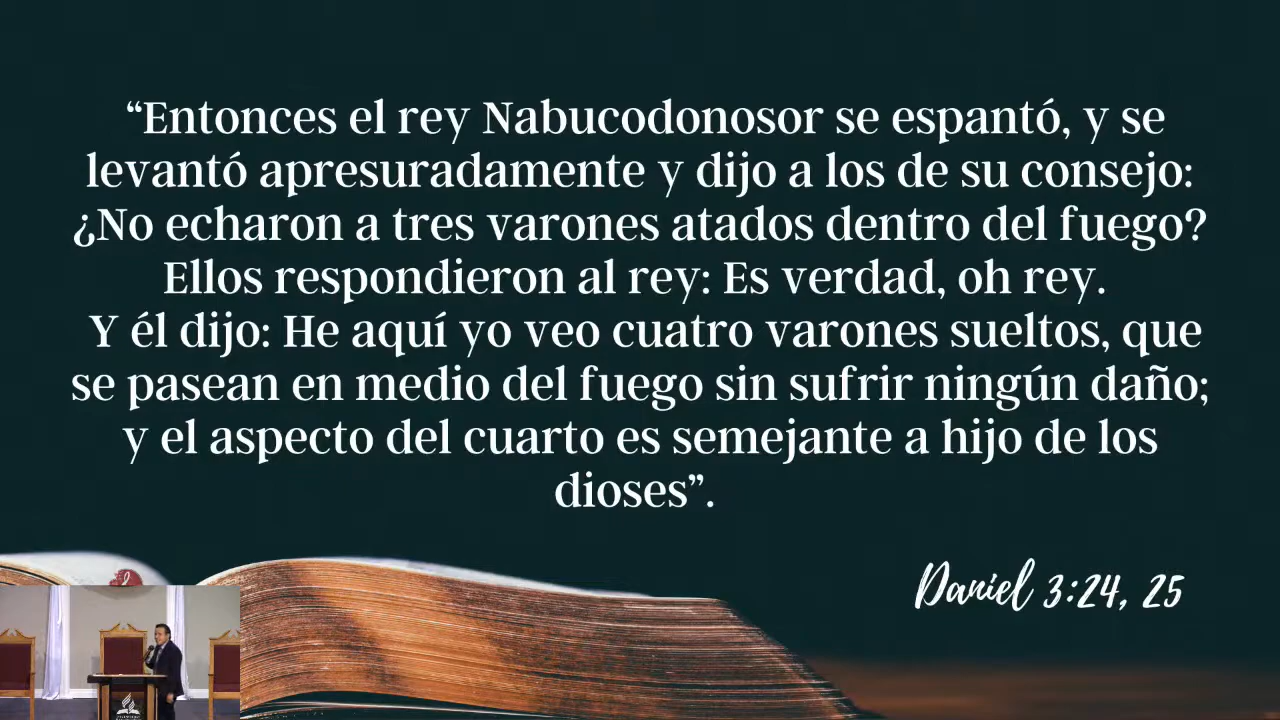 “Entonces el rey Nabucodonosor se espantó, y se
levantó apresuradamente y dijo a los de su consejo:
¿No echaron a tres varones atados dentro del fuego?
Ellos respondieron al rey: Es verdad, oh rey.
Y él dijo: He aquí yo veo cuatro varones sueltos, que
se pasean en medio del fuego sin sufrir ningún daño;
y el aspecto del cuarto es semejante a hijo de los
dioses”.
Daniel 3:24, 25